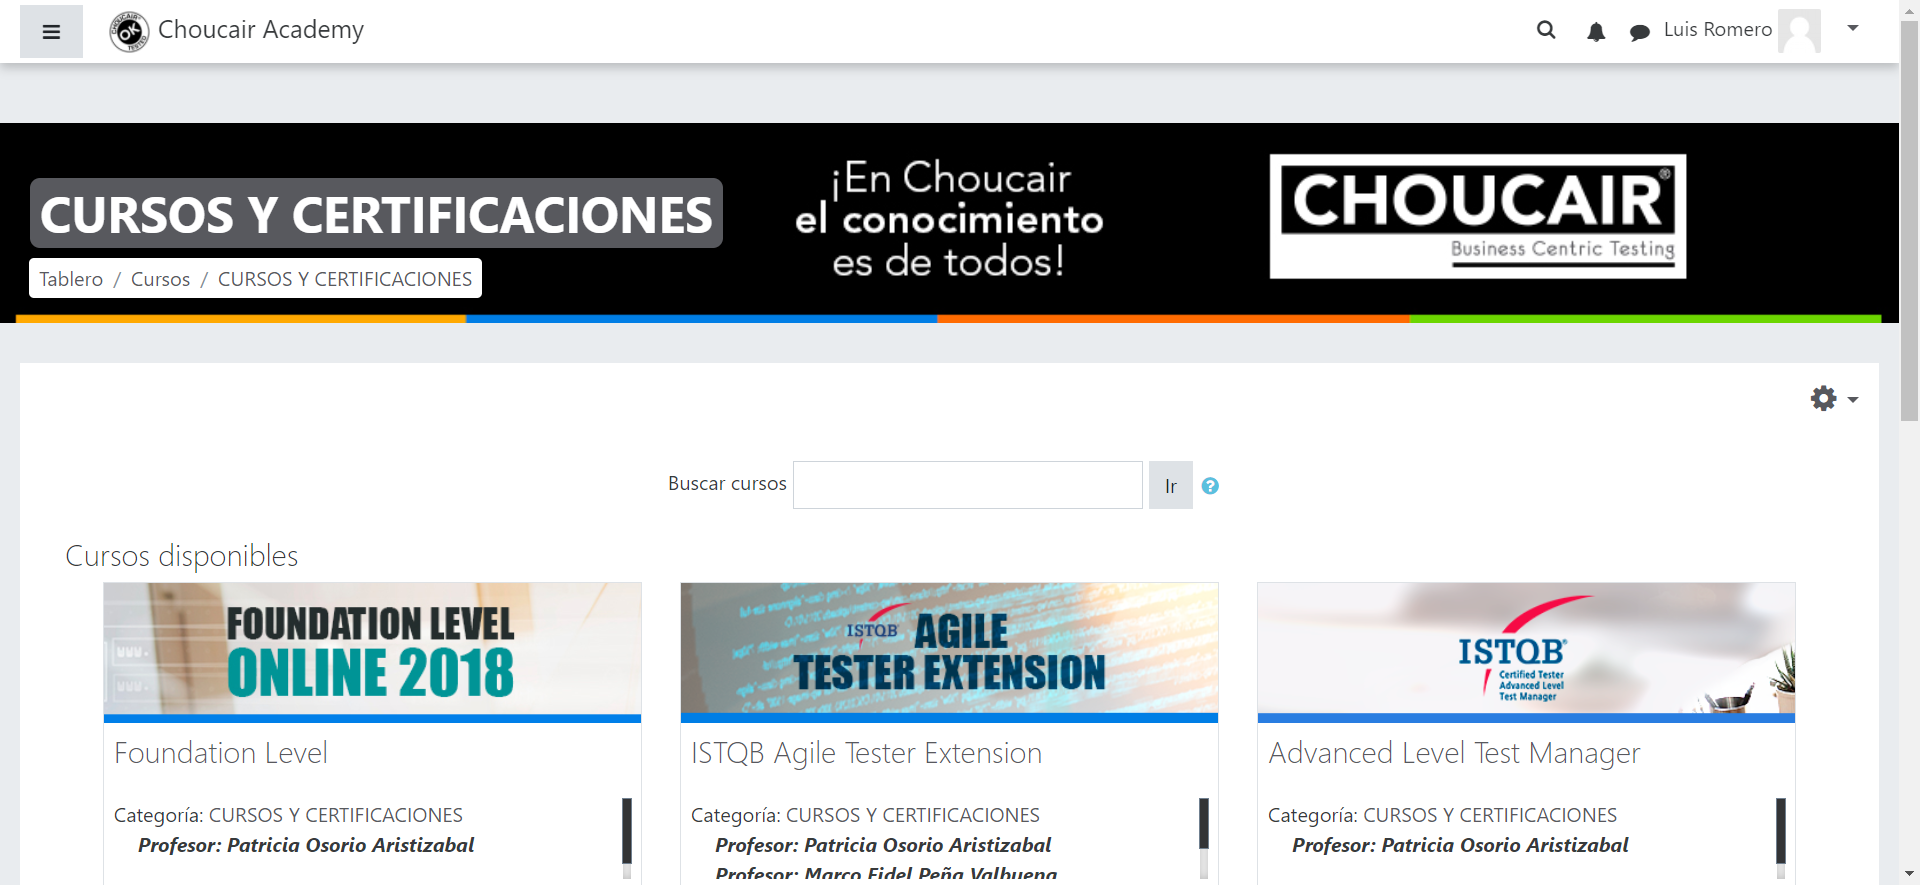 Choucair Academy
Luis Romero
CURSOS Y CERTIFICACIONES
Tablero / Cursos / CURSOS Y CERTIFICACIONES
¡En Choucair
el conocimiento
es de todos!
CHOUCAIR®
Business Centric Testing
Buscar cursos
Ir
Cursos disponibles
FOUNDATION LEVEL
ONLINE 2018
ISTQB AGILE
TESTER EXTENSION
ISTQB®
Certified Tester
Advanced Level
Test Manager
Foundation Level
Categoría: CURSOS Y CERTIFICACIONES
Profesor: Patricia Osorio Aristizabal
ISTQB Agile Tester Extension
Categoría: CURSOS Y CERTIFICACIONES
Profesor: Patricia Osorio Aristizabal
Profesor: Marco Fidel Peña Valbuena
Advanced Level Test Manager
Categoría: CURSOS Y CERTIFICACIONES
Profesor: Patricia Osorio Aristizabal